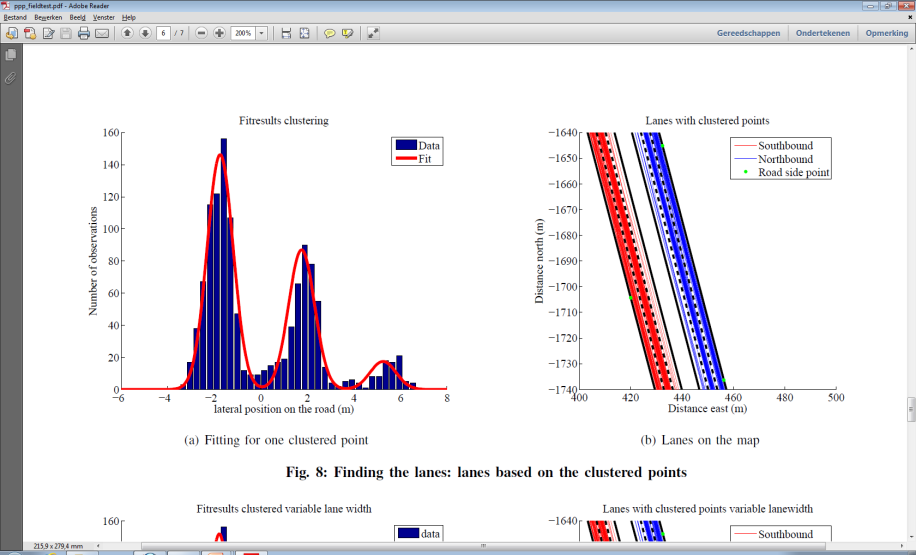 ppp_fieldtest.pdf - Adobe Reader
Bestand Bewerken Beeld Venster Help
6 / 7 200% Gereedschappen Ondertekenen Opmerking
Fitresults clustering
160
140
120
100
80
60
40
20
0
Number of observations
Data
Fit
−6 −4 −2 0 2 4 6 8
lateral position on the road (m)
(a) Fitting for one clustered point
Lanes with clustered points
−1640
−1650
−1660
−1670
−1680
−1690
−1700
−1710
−1720
−1730
−1740
Distance north (m)
Southbound
Northbound
Road side point
400 420 440 460 480 500
Distance east (m)
(b) Lanes on the map
Fig. 8: Finding the lanes: lanes based on the clustered points
Fitresults clustered variable lane width
160
data
Lanes with clustered points variable lanewidth
−1640
Southbound
215,9 x 279,4 mm